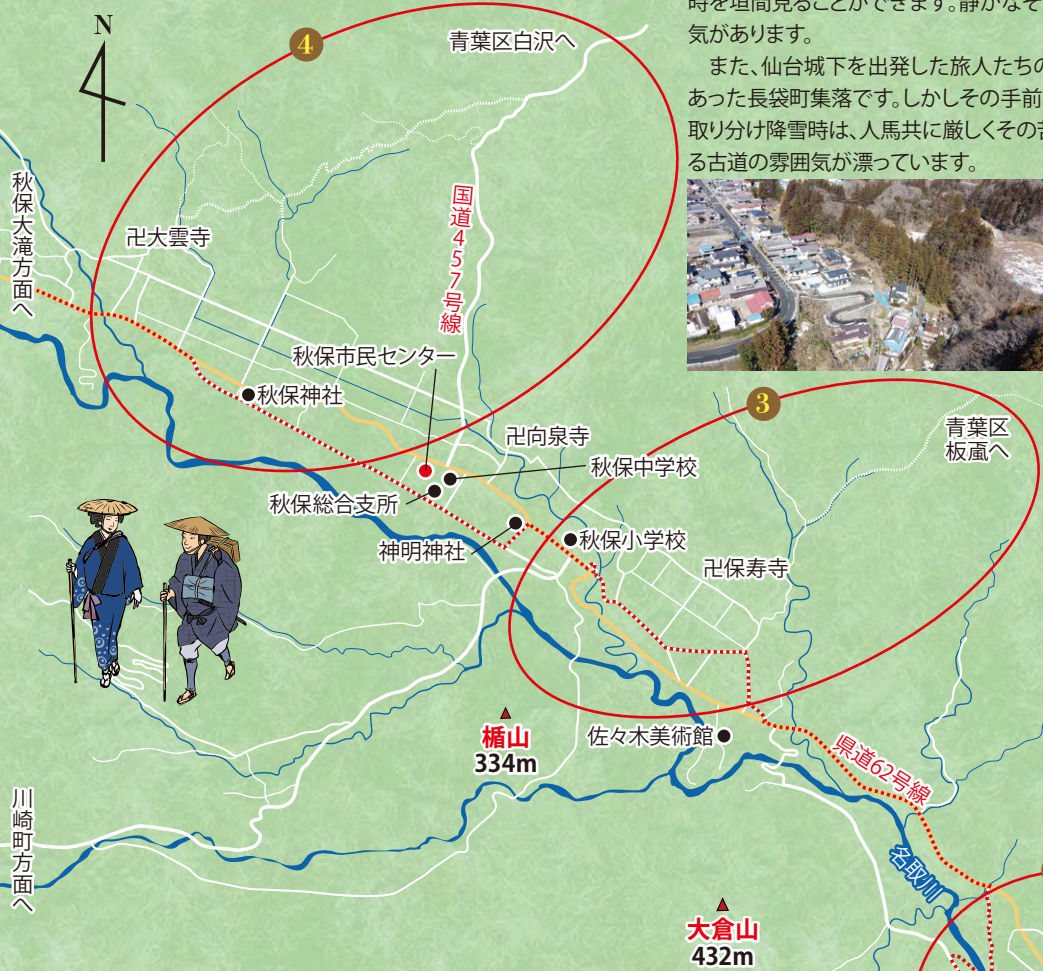 時を垣間見ることができます。静かなそ
気があります。
また、仙台城下を出発した旅人たちの
あった長袋町集落です。しかしその手前
取り分け降雪時は、人馬共に厳しくその苦
る古道の雰囲気が漂っています。
N
4
青葉区白沢へ
秋保大滝方面へ
卍大雲寺
国道457号線
秋保市民センター
秋保神社
卍向泉寺
秋保中学校
秋保総合支所
神明神社
3
青葉区
板颪へ
秋保小学校
卍保寿寺
楯山
334m
佐々木美術館
県道62号線
川崎町方面へ
名取川
大倉山
432m